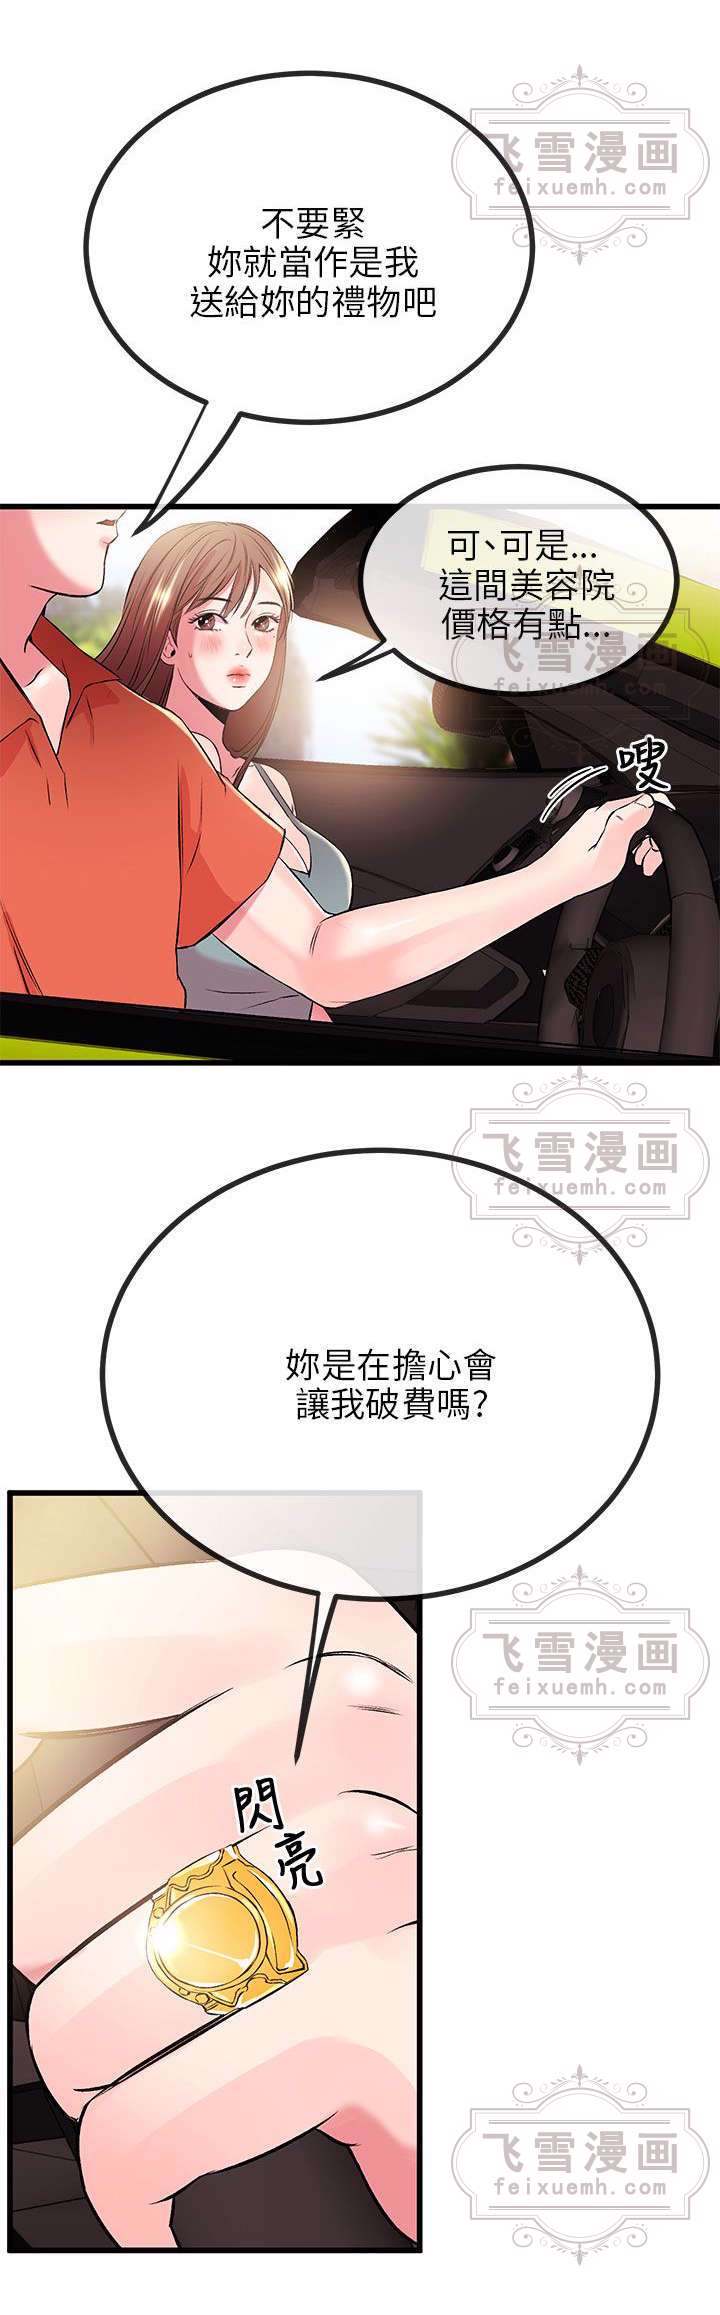 飞雪漫画
feixuemh.com
不要緊
妳就當作是我
送給妳的禮物吧
可、可是...
這間美容院
價格有點...
飞雪漫画
feixuemh.com
嗖
飞雪漫画
feixuemh.com
妳是在擔心會
讓我破費嗎?
飞雪漫画
feixuemh.com
閃
亮
飞雪漫画
feixuemh.com